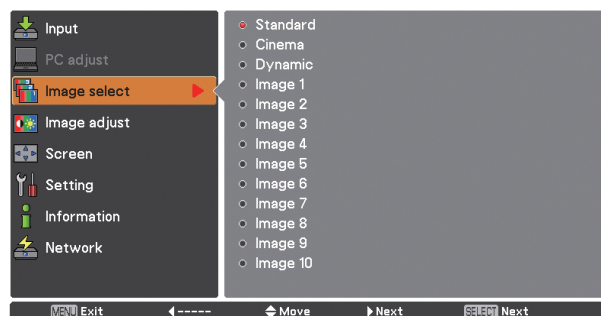 Input
PC adjust
Image select
Image adjust
Screen
Setting
Information
Network
Standard
Cinema
Dynamic
Image 1
Image 2
Image 3
Image 4
Image 5
Image 6
Image 7
Image 8
Image 9
Image 10
MENU Exit ◀----- Move ▶Next SELECT Next